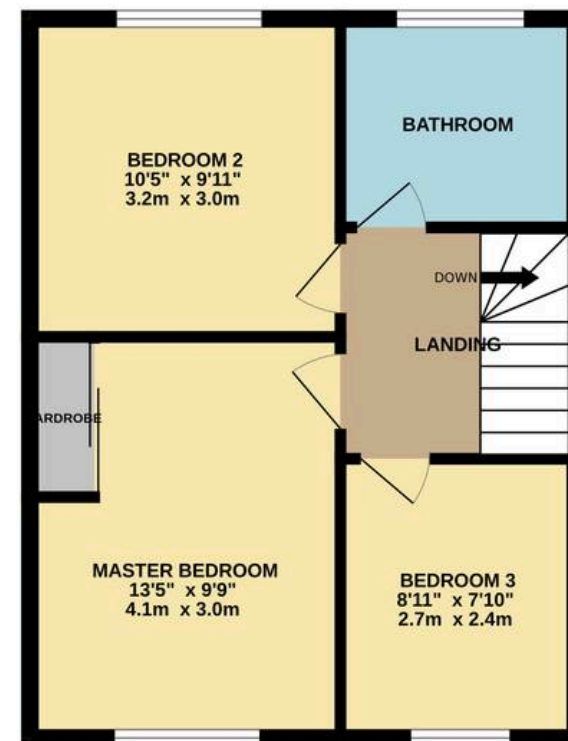 BATHROOM
BEDROOM 2
10'5" x 9'11"
3.2m x 3.0m
DOWN
LANDING
ARDROBE
MASTER BEDROOM
13'5" x 9'9"
4.1m x 3.0m
BEDROOM 3
8'11" x 7'10"
2.7m x 2.4m